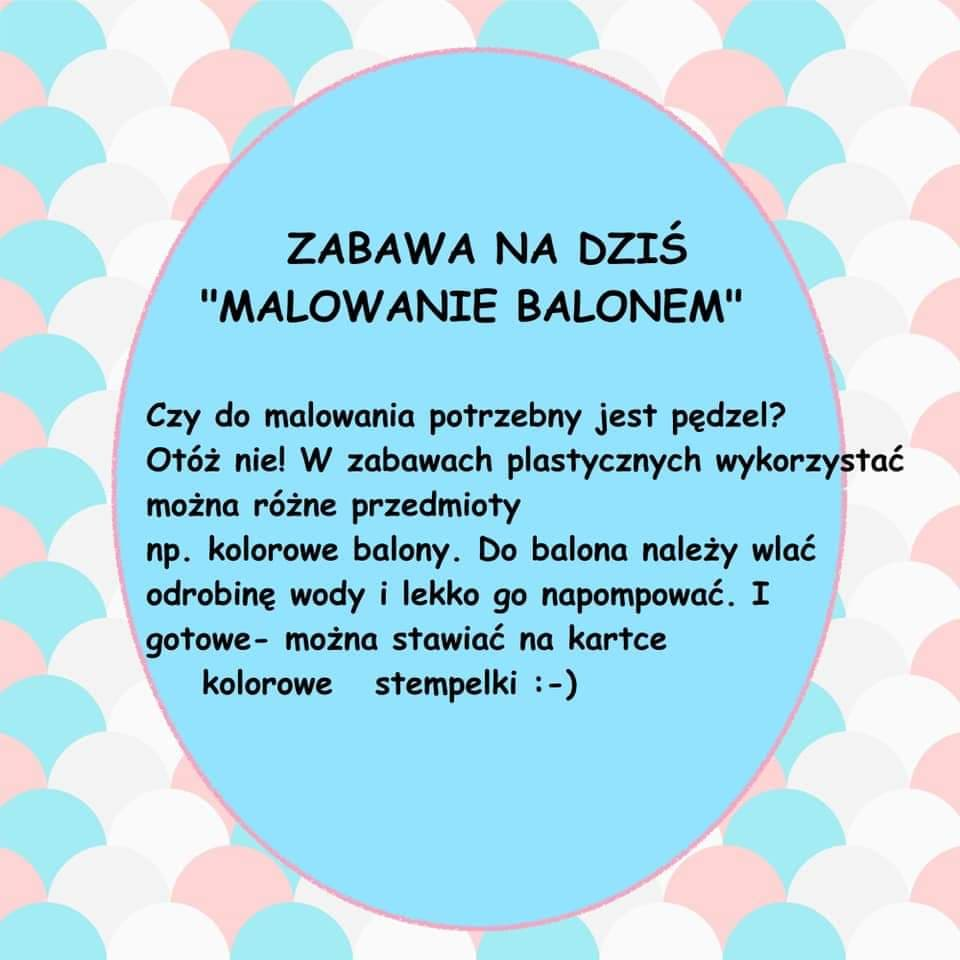 ZABAWA NA DZIŚ
"MALOWANIE BALONEM"
Czy do malowania potrzebny jest pędzel?
Otóż nie! W zabawach plastycznych wykorzystać
można różne przedmioty
np. kolorowe balony. Do balona należy wlać
odrobinę wody i lekko go napompować. I
gotowe- można stawiać na kartce
kolorowe stempelki :-)